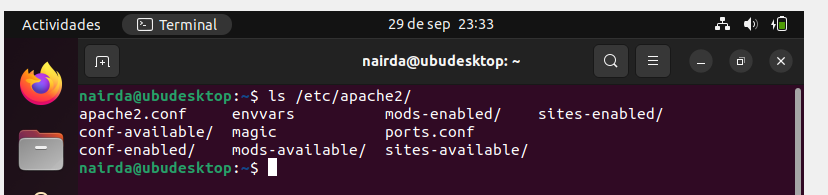 Actividades Terminal 29 de sep 23:33
nairda@ubudesktop: ~
nairda@ubudesktop:~$ ls /etc/apache2/
apache2.conf envvars mods-enabled/ sites-enabled/
conf-available/ magic ports.conf
conf-enabled/ mods-available/ sites-available/
nairda@ubudesktop:~$